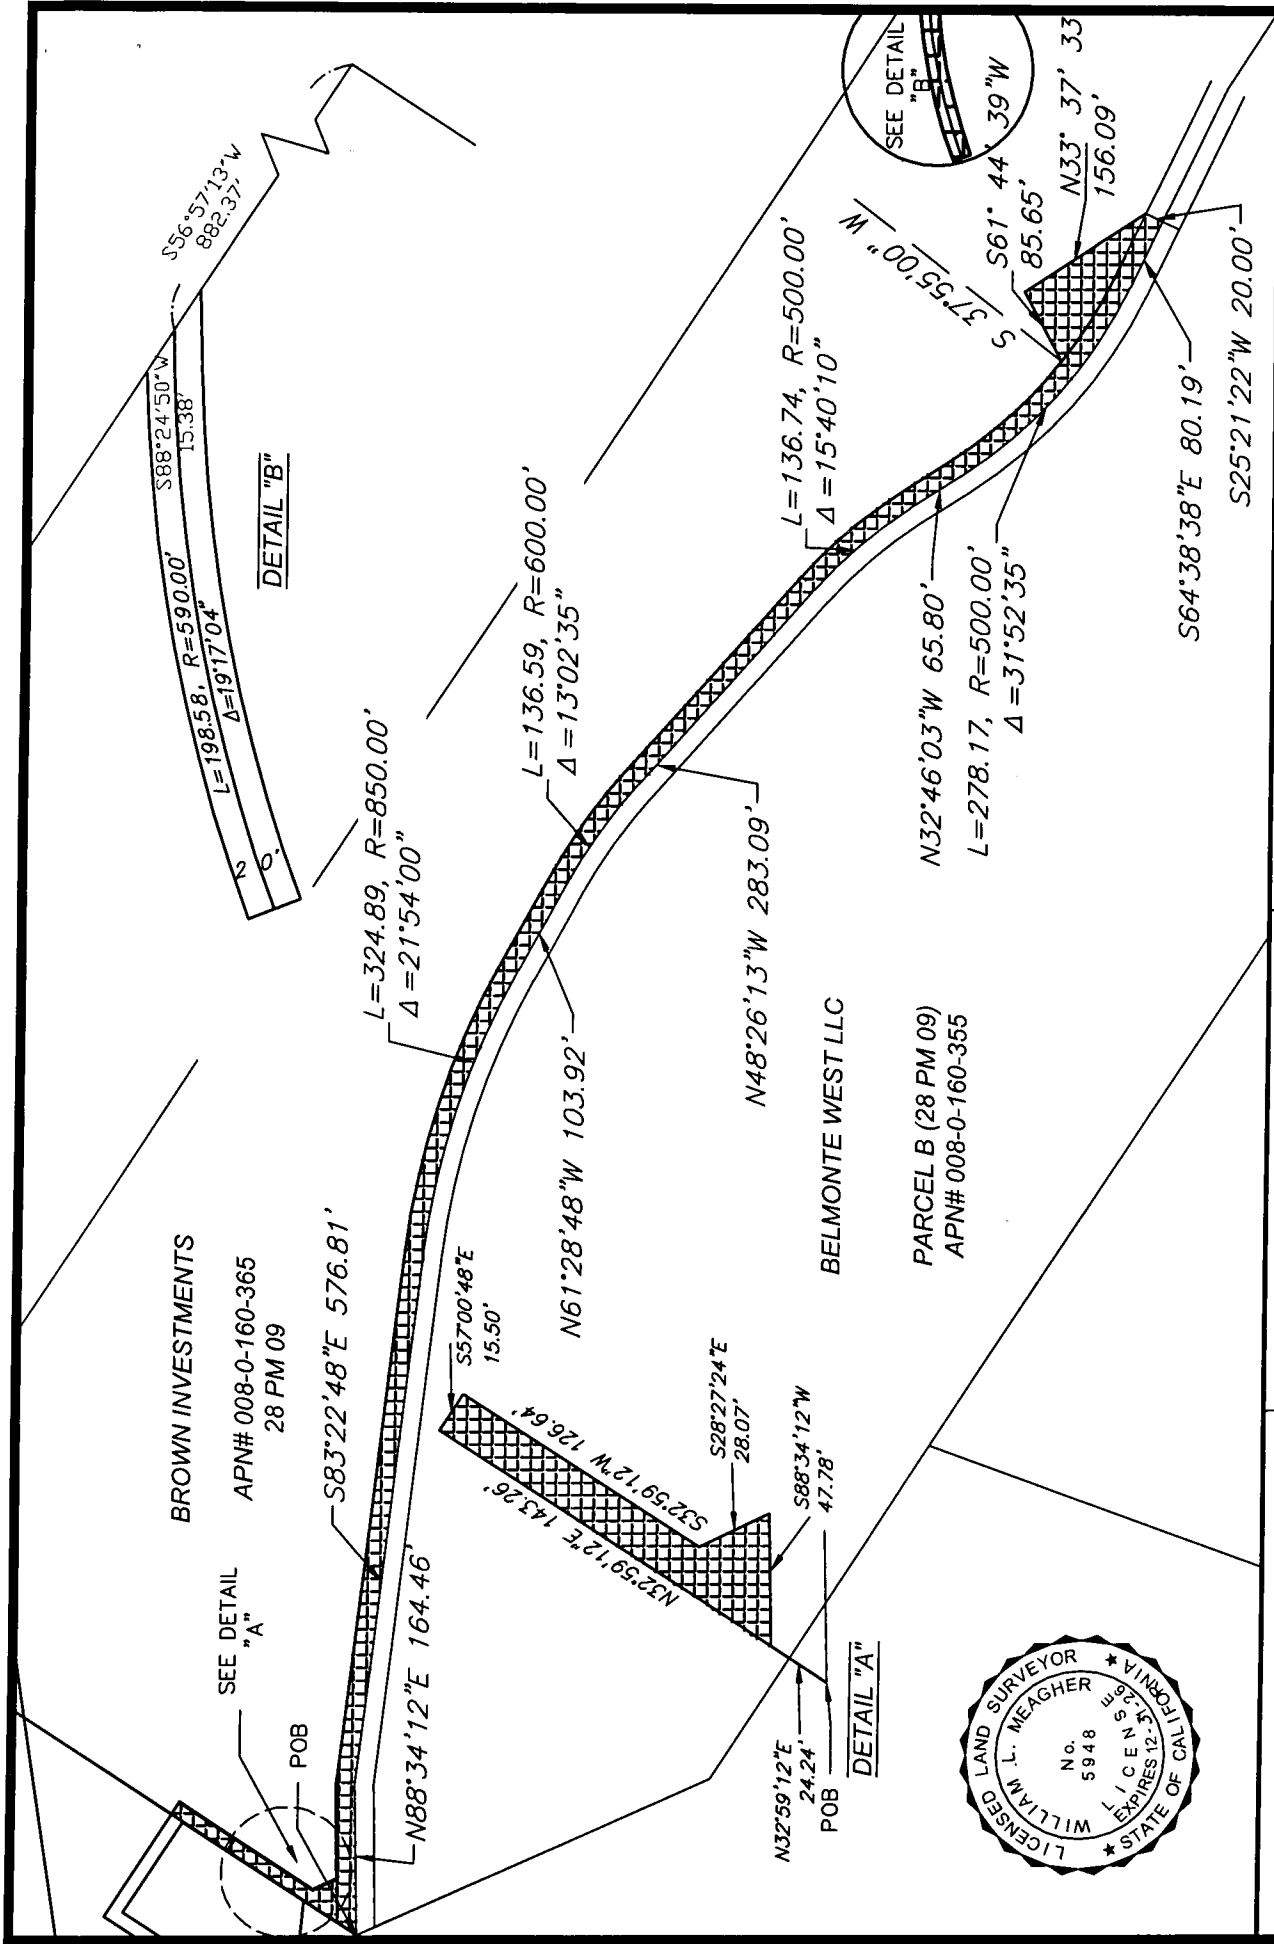 BROWN INVESTMENTS
APN# 008-0-160-365
28 PM 09
SEE DETAIL
"A"
POB
S83°22'48"E 576.81'
N88°34'12"E 164.46'
L=324.89, R=850.00'
Δ=21°54'00"
N61°28'48"W 103.92'
L=136.59, R=600.00'
Δ=13°02'35"
N48°26'13"W 283.09'
L=136.74, R=500.00'
Δ=15°40'10"
N32°46'03"W 65.80'
L=278.17, R=500.00'
Δ=31°52'35"
S 37°55'00" W
S61° 44' 39"W
85.65'
N33° 37' 33
156.09'
S64°38'38"E 80.19'
S25°21'22"W 20.00'
SEE DETAIL
"B"
S56°57'13"W
882.37'
S88°24'50"W
15.38'
L=198.58, R=590.00'
Δ=19°17'04"
20'
DETAIL "B"
S57°00'48"E
15.50'
N32°59'12"E 143.26'
S32°59'12"W 126.64'
S28°27'24"E
28.07'
S88°34'12"W
47.78'
N32°59'12"E
24.24'
POB
DETAIL "A"
BELMONTE WEST LLC
PARCEL B (28 PM 09)
APN# 008-0-160-355
LICENSED LAND SURVEYOR
WILLIAM L. MEAGHER
No.
5948
LICENSE
EXPIRES 12-31-26
STATE OF CALIFORNIA